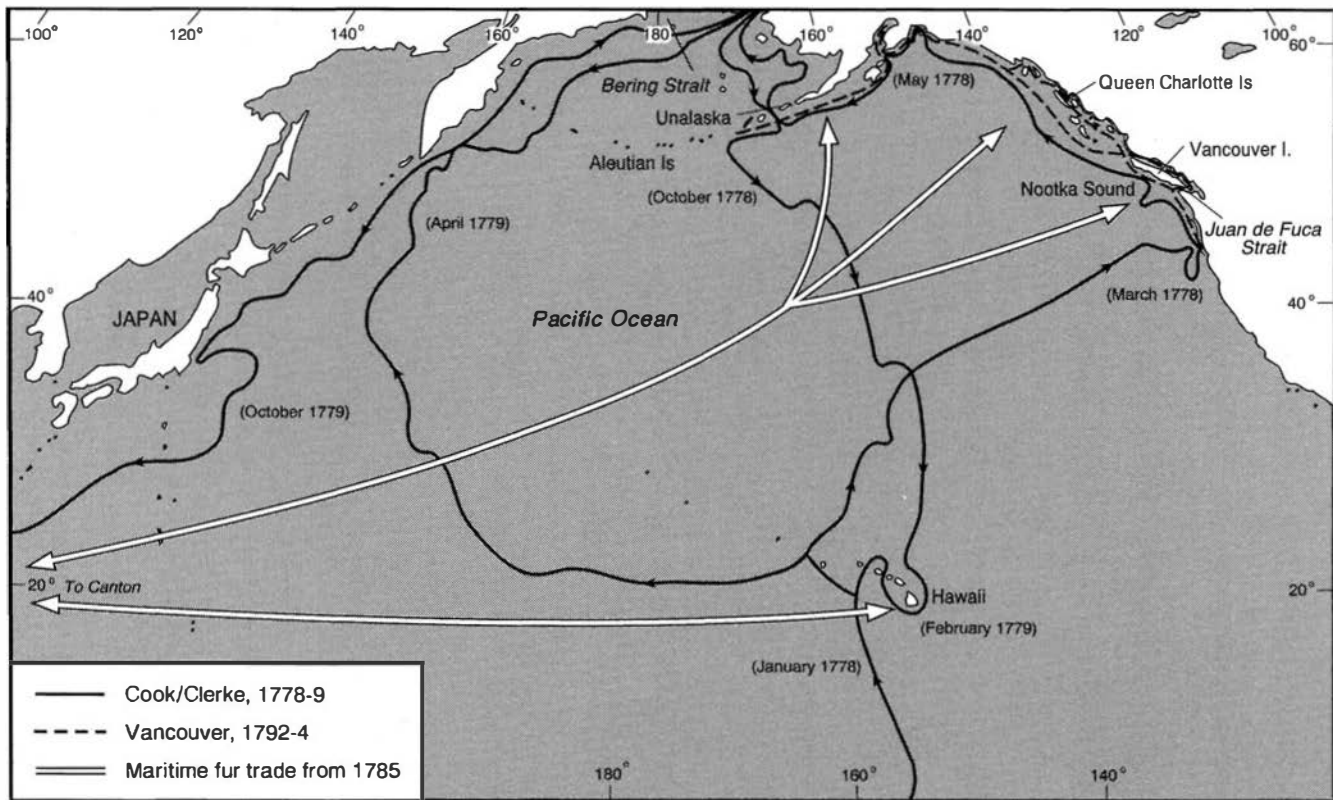 100°
120°
140°
160°
180°
160°
140°
120°
100°
60°
60°
Bering Strait
(May 1778)
Queen Charlotte Is
Unalaska
Aleutian Is
Vancouver I.
(October 1778)
Nootka Sound
(April 1779)
Juan de Fuca
Strait
40°
(March 1778)
40°
JAPAN
Pacific Ocean
(October 1779)
20°
To Canton
Hawaii
20°
(February 1779)
(January 1778)
Cook/Clerke, 1778-9
Vancouver, 1792-4
Maritime fur trade from 1785
180°
160°
140°